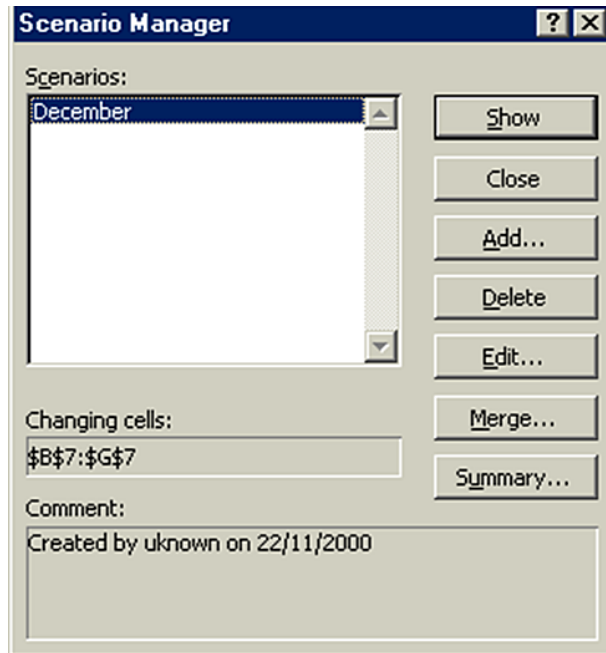 Scenario Manager
Scenarios:
December
Show
Close
Add...
Delete
Edit...
Merge...
Summary...
Changing cells:
$B$7:$G$7
Comment:
Created by uknown on 22/11/2000